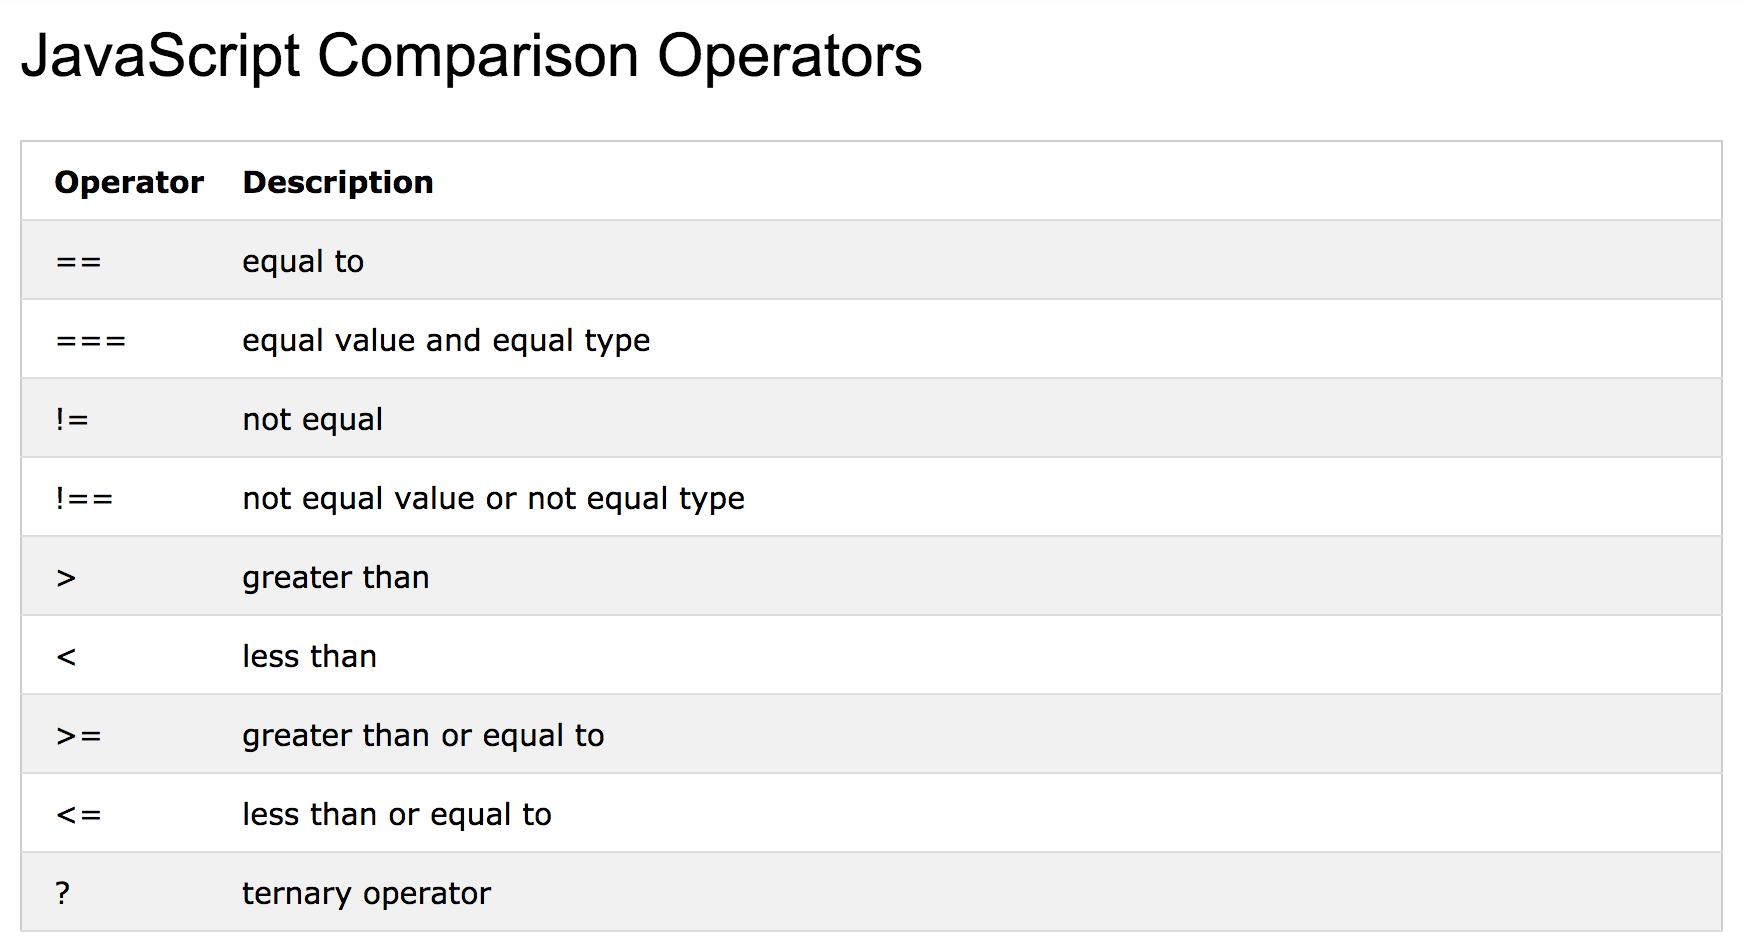 JavaScript Comparison Operators
Operator Description
== equal to
=== equal value and equal type
!= not equal
!== not equal value or not equal type
> greater than
< less than
>= greater than or equal to
<= less than or equal to
? ternary operator